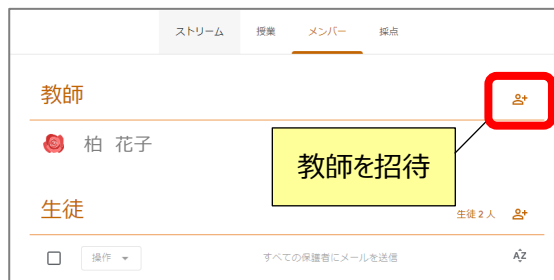 ストリーム 授業 メンバー 採点
教師
柏 花子
教師を招待
生徒
生徒 2 人
操作
すべての保護者にメールを送信
AZ